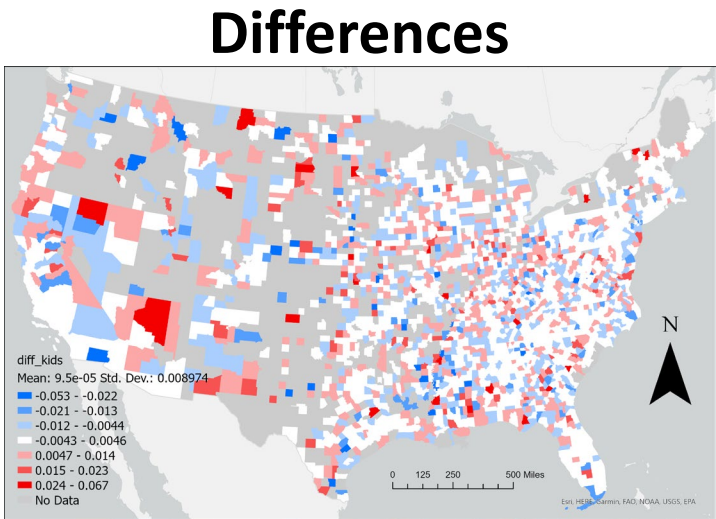 Differences
N
diff_kids
Mean: 9.5e-05 Std. Dev.: 0.008974
-0.053 - -0.022
-0.021 - -0.013
-0.012 - -0.0044
-0.0043 - 0.0046
0.0047 - 0.014
0.015 - 0.023
0.024 - 0.067
No Data
0 125 250 500 Miles
Esri, HERE, Garmin, FAO, NOAA, USGS, EPA